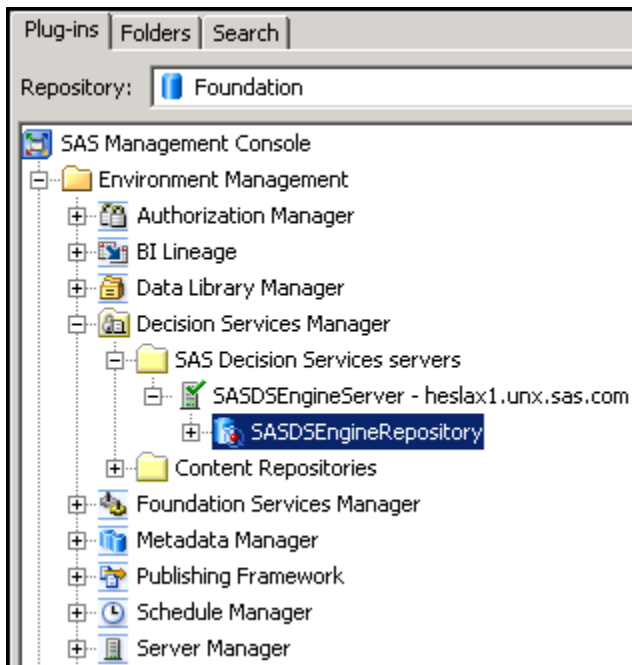 Plug-ins Folders Search
Repository: Foundation
SAS Management Console
Environment Management
Authorization Manager
BI Lineage
Data Library Manager
Decision Services Manager
SAS Decision Services servers
SASDSEngineServer - heslax1.unx.sas.com
SASDSEngineRepository
Content Repositories
Foundation Services Manager
Metadata Manager
Publishing Framework
Schedule Manager
Server Manager